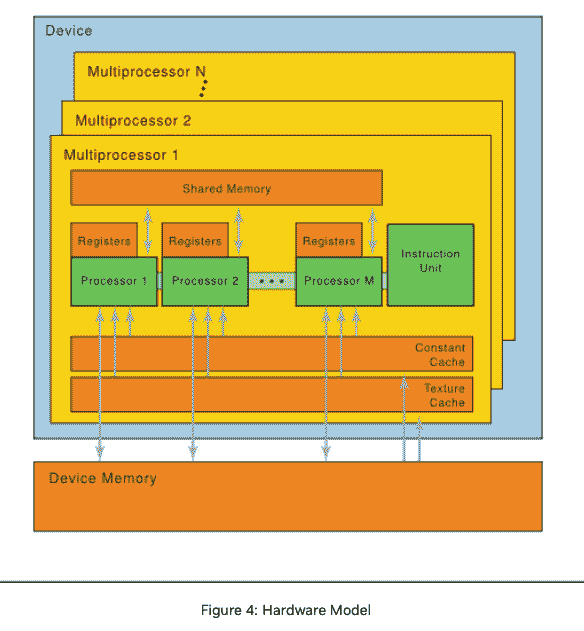 Device
Multiprocessor N
Multiprocessor 2
Multiprocessor 1
Shared Memory
Registers Registers Registers
Instruction
Unit
Processor 1 Processor 2 Processor M
Constant
Cache
Texture
Cache
Device Memory
Figure 4: Hardware Model